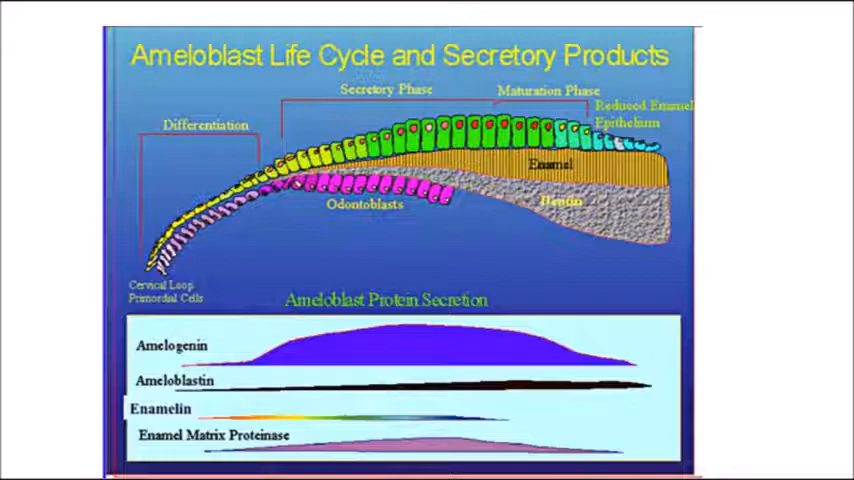 Ameloblast Life Cycle and Secretory Products
Secretory Phase
Maturation Phase
Reduced Enamel
Epithelium
Differentiation
Enamel
Odontoblasts
Dentin
Cervical Loop
Primordial Cells
Ameloblast Protein Secretion
Amelogenin
Ameloblastin
Enamelin
Enamel Matrix Proteinase